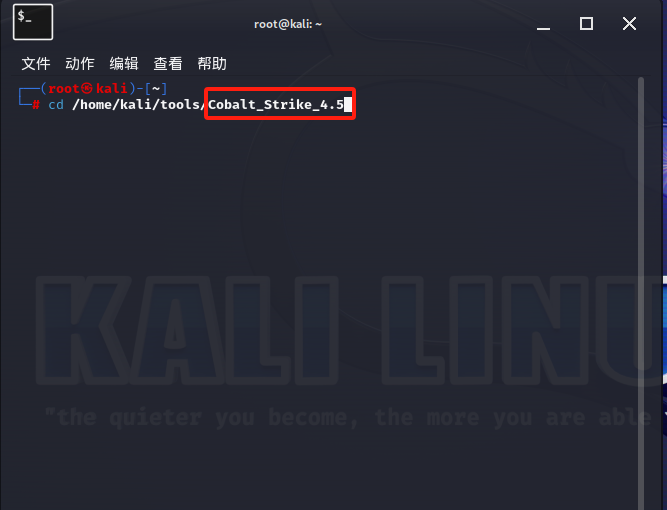 $_
root@kali: ~
文件 动作 编辑 查看 帮助
┌──(root㉿kali)-[~]
└─# cd /home/kali/tools/Cobalt_Strike_4.5
KALI LINU
"the quieter you become, the more you are able